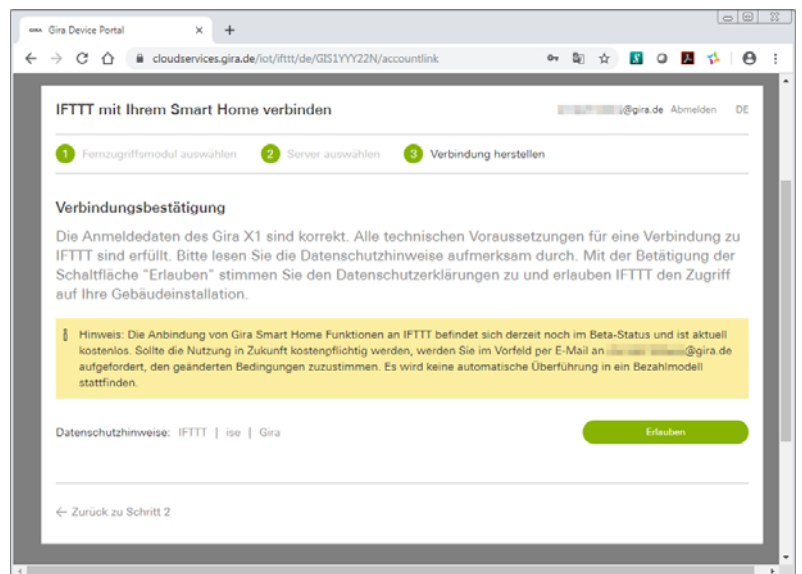 GIRA Gira Device Portal
cloudservices.gira.de/iot/ifttt/de/GIS1YYY22N/accountlink
IFTTT mit Ihrem Smart Home verbinden
@gira.de Abmelden DE
1 Fernzugriffsmodul auswählen 2 Server auswählen 3 Verbindung herstellen
Verbindungsbestätigung
Die Anmeldedaten des Gira X1 sind korrekt. Alle technischen Voraussetzungen für eine Verbindung zu
IFTTT sind erfüllt. Bitte lesen Sie die Datenschutzhinweise aufmerksam durch. Mit der Betätigung der
Schaltfläche "Erlauben" stimmen Sie den Datenschutzerklärungen zu und erlauben IFTTT den Zugriff
auf Ihre Gebäudeinstallation.
Hinweis: Die Anbindung von Gira Smart Home Funktionen an IFTTT befindet sich derzeit noch im Beta-Status und ist aktuell
kostenlos. Sollte die Nutzung in Zukunft kostenpflichtig werden, werden Sie im Vorfeld per E-Mail an @gira.de
aufgefordert, den geänderten Bedingungen zuzustimmen. Es wird keine automatische Überführung in ein Bezahlmodell
stattfinden.
Datenschutzhinweise: IFTTT | ise | Gira
Erlauben
← Zurück zu Schritt 2